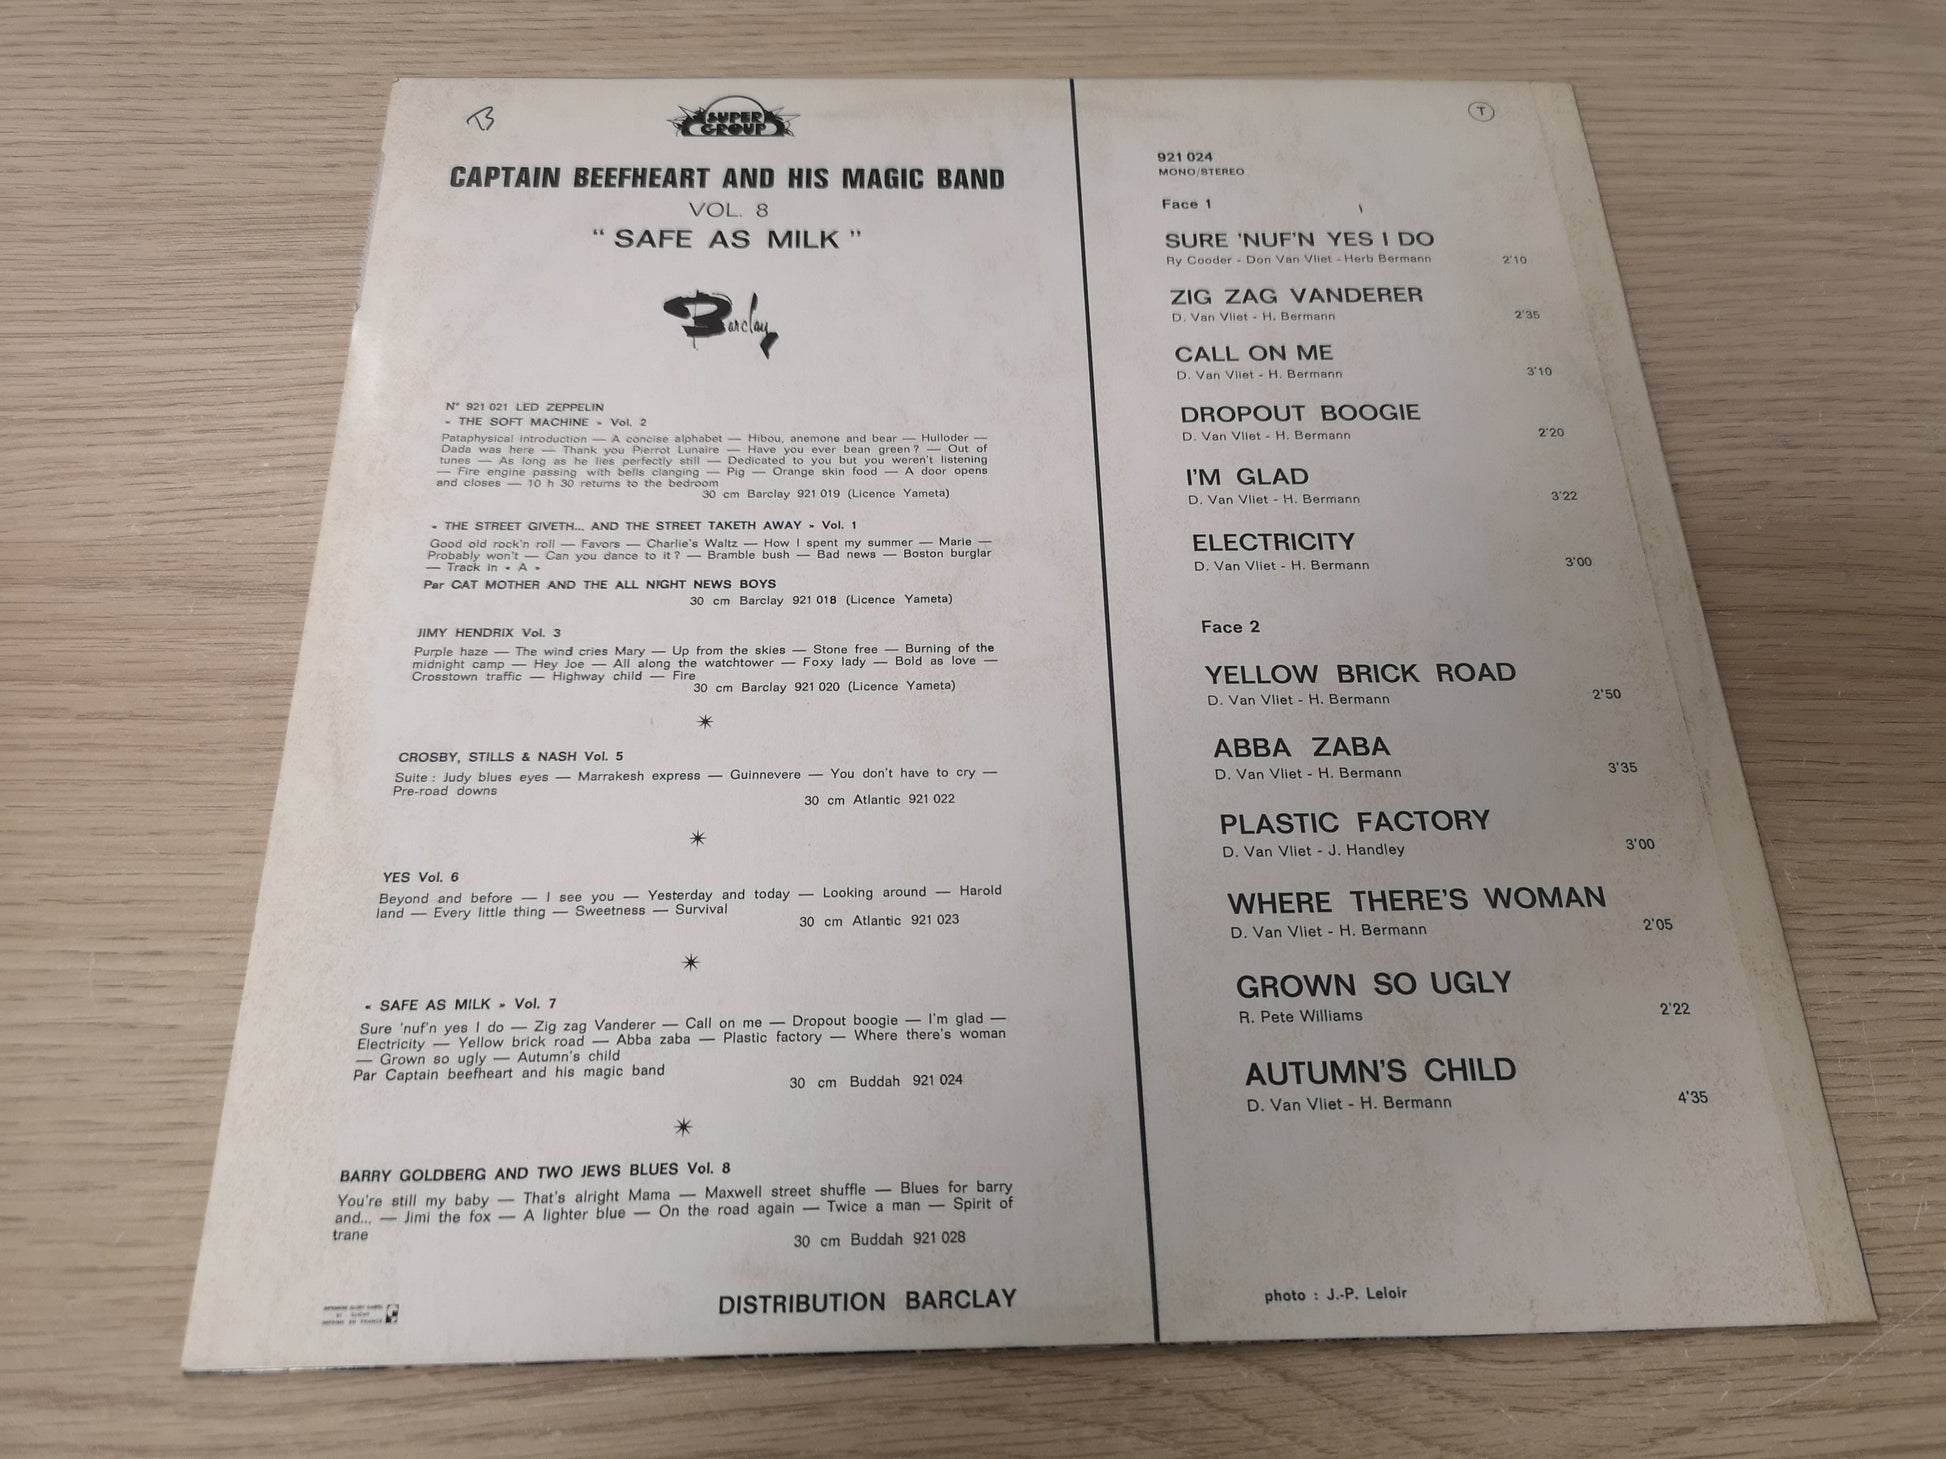 TB
SUPER
GROUP
CAPTAIN BEEFHEART AND HIS MAGIC BAND
VOL. 8
“ SAFE AS MILK ”
Barclay
N° 921 021 LED ZEPPELIN
« THE SOFT MACHINE » Vol. 2
Pataphysical introduction — A concise alphabet — Hibou, anemone and bear — Hulloder —
Dada was here — Thank you Pierrot Lunaire — Have you ever bean green ? — Out of
tunes — As long as he lies perfectly still — Dedicated to you but you weren't listening
— Fire engine passing with bells clanging — Pig — Orange skin food — A door opens
and closes — 10 h 30 returns to the bedroom
30 cm Barclay 921 019 (Licence Yameta)
« THE STREET GIVETH... AND THE STREET TAKETH AWAY » Vol. 1
Good old rock'n roll — Favors — Charlie's Waltz — How I spent my summer — Marie —
Probably won't — Can you dance to it ? — Bramble bush — Bad news — Boston burglar
— Track in « A »
Par CAT MOTHER AND THE ALL NIGHT NEWS BOYS
30 cm Barclay 921 018 (Licence Yameta)
JIMY HENDRIX Vol. 3
Purple haze — The wind cries Mary — Up from the skies — Stone free — Burning of the
midnight camp — Hey Joe — All along the watchtower — Foxy lady — Bold as love —
Crosstown traffic — Highway child — Fire
30 cm Barclay 921 020 (Licence Yameta)
CROSBY, STILLS & NASH Vol. 5
Suite : Judy blues eyes — Marrakesh express — Guinnevere — You don't have to cry —
Pre-road downs
30 cm Atlantic 921 022
YES Vol. 6
Beyond and before — I see you — Yesterday and today — Looking around — Harold
land — Every little thing — Sweetness — Survival
30 cm Atlantic 921 023
« SAFE AS MILK » Vol. 7
Sure 'nuf'n yes I do — Zig zag Vanderer — Call on me — Dropout boogie — I'm glad —
Electricity — Yellow brick road — Abba zaba — Plastic factory — Where there's woman
— Grown so ugly — Autumn's child
Par Captain beefheart and his magic band
30 cm Buddah 921 024
BARRY GOLDBERG AND TWO JEWS BLUES Vol. 8
You're still my baby — That's alright Mama — Maxwell street shuffle — Blues for barry
and... — Jimi the fox — A lighter blue — On the road again — Twice a man — Spirit of
trane
30 cm Buddah 921 028
DISTRIBUTION BARCLAY
T
921 024
MONO/STEREO
Face 1
SURE 'NUF'N YES I DO
Ry Cooder - Don Van Vliet - Herb Bermann 2'10
ZIG ZAG VANDERER
D. Van Vliet - H. Bermann 2'35
CALL ON ME
D. Van Vliet - H. Bermann 3'10
DROPOUT BOOGIE
D. Van Vliet - H. Bermann 2'20
I'M GLAD
D. Van Vliet - H. Bermann 3'22
ELECTRICITY
D. Van Vliet - H. Bermann 3'00
Face 2
YELLOW BRICK ROAD
D. Van Vliet - H. Bermann 2'50
ABBA ZABA
D. Van Vliet - H. Bermann 3'35
PLASTIC FACTORY
D. Van Vliet - J. Handley 3'00
WHERE THERE'S WOMAN
D. Van Vliet - H. Bermann 2'05
GROWN SO UGLY
R. Pete Williams 2'22
AUTUMN'S CHILD
D. Van Vliet - H. Bermann 4'35
photo : J.-P. Leloir